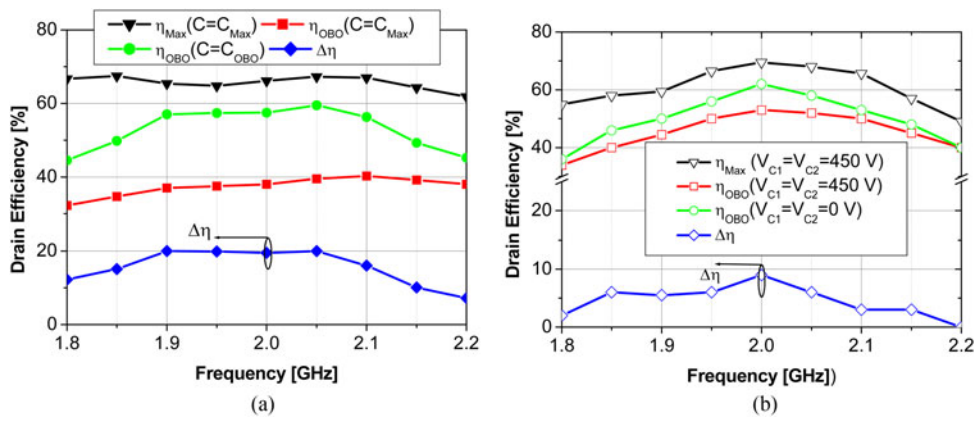 80
60
40
20
0
Drain Efficiency [%]
η_Max(C=C_Max)
η_OBO(C=C_Max)
η_OBO(C=C_OBO)
Δη
Δη
1.8
1.9
2.0
2.1
2.2
Frequency [GHz]
(a)
80
70
60
50
40
20
10
0
Drain Efficiency [%]
η_Max(V_C1=V_C2=450 V)
η_OBO(V_C1=V_C2=450 V)
η_OBO(V_C1=V_C2=0 V)
Δη
Δη
1.8
1.9
2.0
2.1
2.2
Frequency [GHz])
(b)